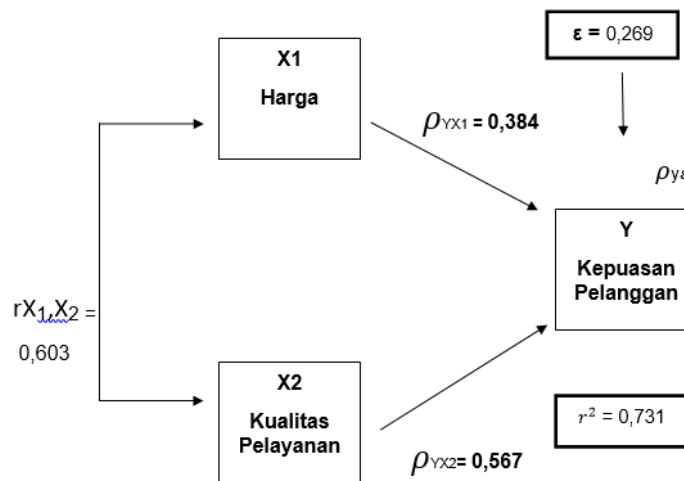 ε = 0,269
X1
Harga
ρYX1 = 0,384
ρyε
Y
Kepuasan
Pelanggan
rX1,X2 =
0,603
X2
Kualitas
Pelayanan
r² = 0,731
ρYX2= 0,567